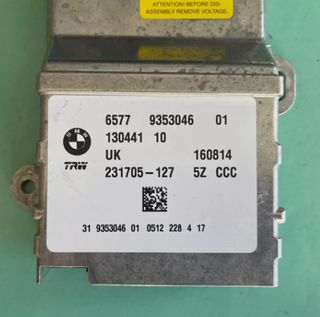 ATTENTION! BEFORE DIS-
ASSEMBLY REMOVE VOLTAGE.
6577 9353046 01
130441 10
UK 160814
231705-127 5Z CCC
BMW
TRW
31 9353046 01 0512 228 4 17